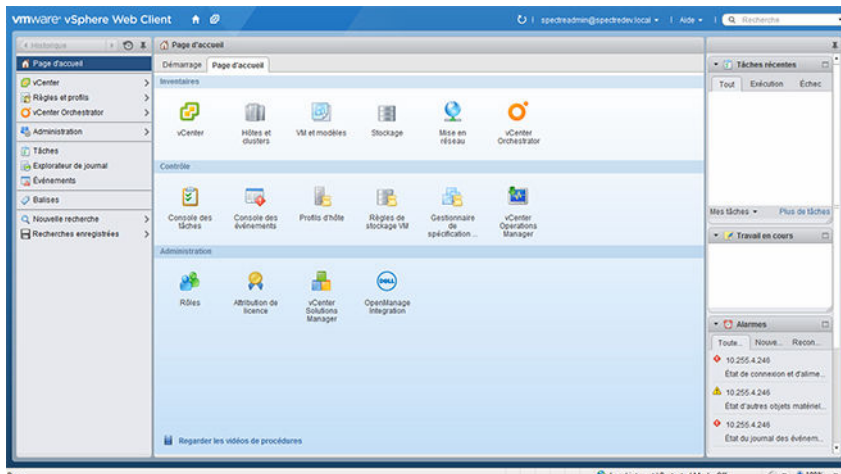 vmware® vSphere Web Client
spectreadmin@spectredev.local
Aide
Recherche
Historique
Page d'accueil
vCenter
Règles et profils
vCenter Orchestrator
Administration
Tâches
Explorateur de journal
Événements
Balises
Nouvelle recherche
Recherches enregistrées
Page d'accueil
Démarrage
Page d'accueil
Inventaires
vCenter
Hôtes et
clusters
VM et modèles
Stockage
Mise en
réseau
vCenter
Orchestrator
Contrôle
Console des
tâches
Console des
événements
Profils d'hôte
Règles de
stockage VM
Gestionnaire
de
spécification ...
vCenter
Operations
Manager
Administration
Rôles
Attribution de
licence
vCenter
Solutions
Manager
DELL
OpenManage
Integration
Regarder les vidéos de procédures
Tâches récentes
Tout
Exécution
Échec
Mes tâches
Plus de tâches
Travail en cours
Alarmes
Toute...
Nouve...
Recon...
10.255.4.246
État de connexion et d'alime...
10.255.4.246
État d'autres objets matériel...
10.255.4.246
État du journal des événem...
100%